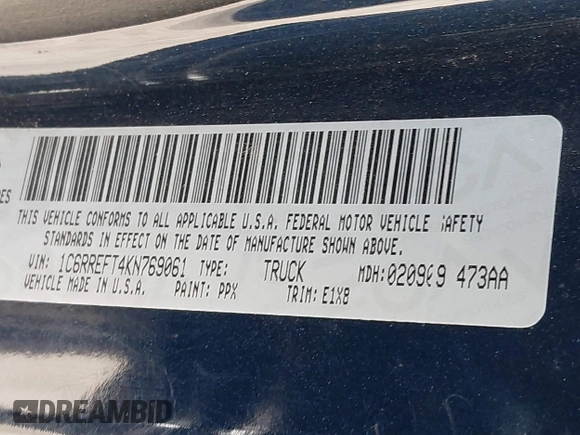 THIS VEHICLE CONFORMS TO ALL APPLICABLE U.S.A. FEDERAL MOTOR VEHICLE SAFETY
STANDARDS IN EFFECT ON THE DATE OF MANUFACTURE SHOWN ABOVE.
VIN: 1C6RREFT4KN769061 TYPE: TRUCK MDH: 020909 473AA
VEHICLE MADE IN U.S.A. PAINT: PPX TRIM: E1X8
DREAMBID